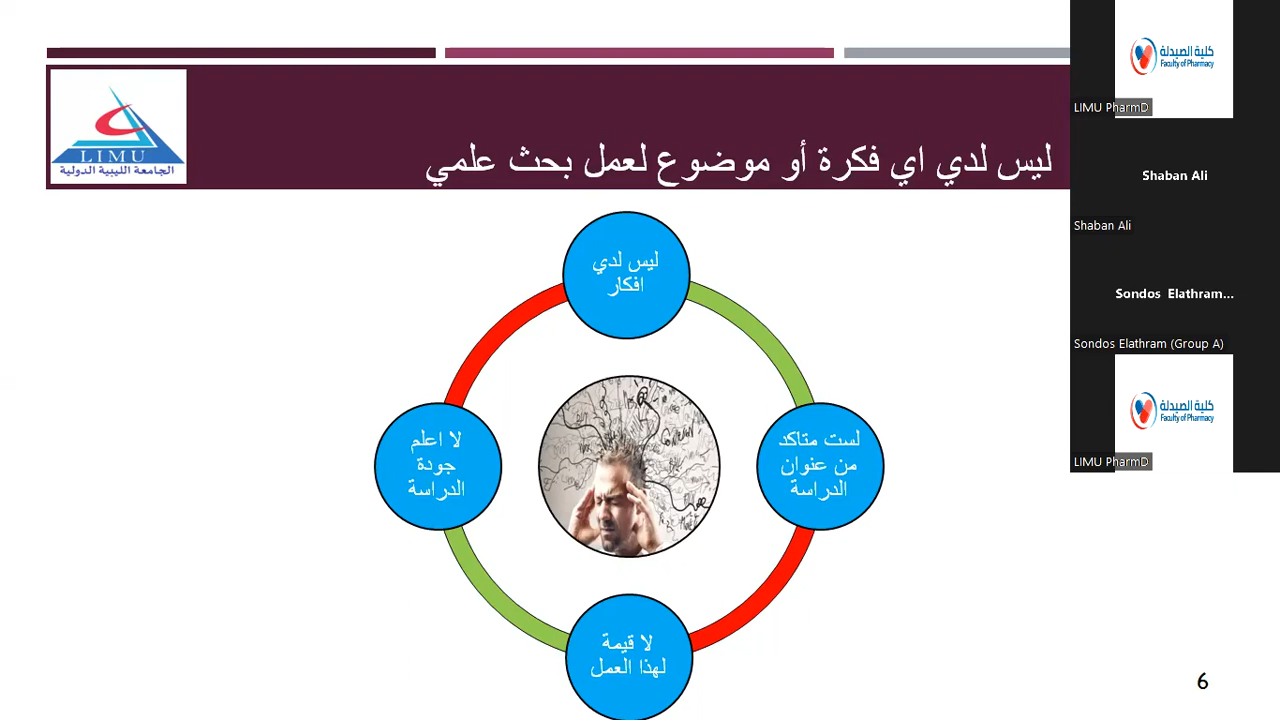 LIMU
الجامعة الليبية الدولية
ليس لدي اي فكرة أو موضوع لعمل بحث علمي
ليس لدي
افكار
لست متاكد
من عنوان
الدراسة
لا قيمة
لهذا العمل
لا اعلم
جودة
الدراسة
6
كلية الصيدلة
Faculty of Pharmacy
LIMU PharmD
Shaban Ali
Shaban Ali
Sondos Elathram...
Sondos Elathram (Group A)
كلية الصيدلة
Faculty of Pharmacy
LIMU PharmD